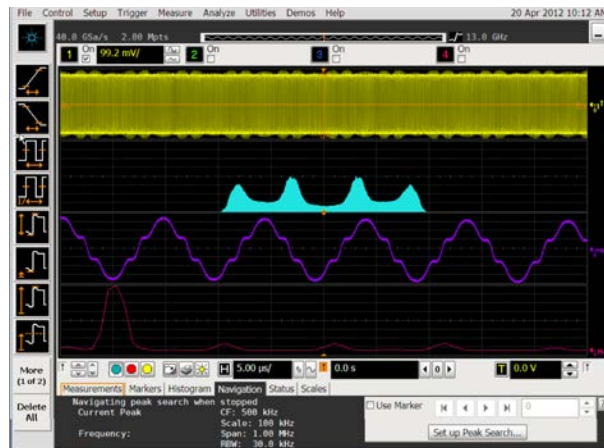 File Control Setup Trigger Measure Analyze Utilities Demos Help 20 Apr 2012 10:12 AM
40.0 GSa/s 2.00 Mpts 13.0 GHz
1 On 99.2 mV/ 2 On 3 On 4 On
More
(1 of 2)
Delete
All
H 5.00 µs/ 0.0 s 0 T 0.0 V
Measurements Markers Histogram Navigation Status Scales
Navigating peak search when stopped
Current Peak CF: 500 kHz
Scale: 100 kHz
Frequency: Span: 1.00 MHz
RBW: 30.0 kHz
Use Marker 0
Set up Peak Search...